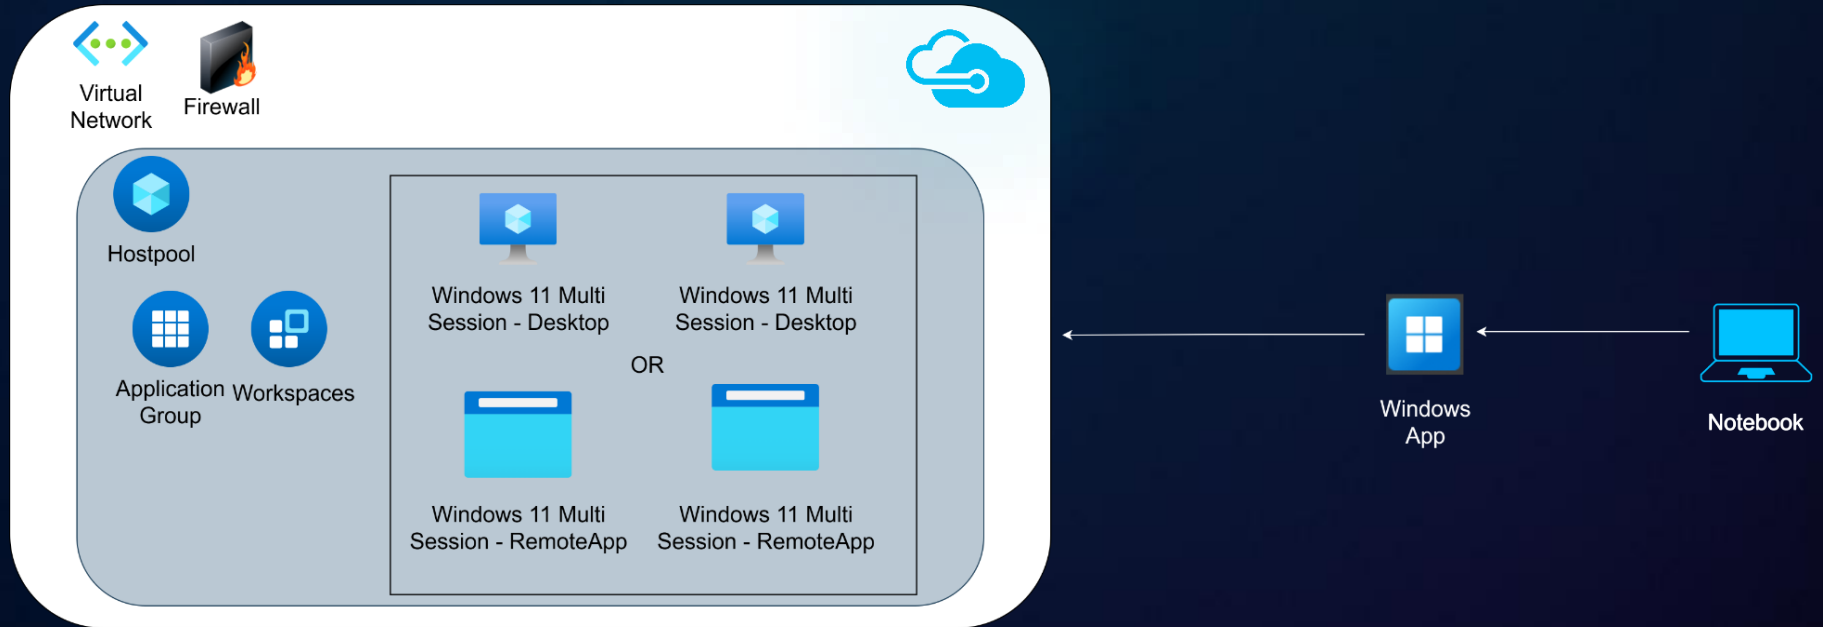 Virtual
Network
Firewall
Hostpool
Application
Group
Workspaces
Windows 11 Multi
Session - Desktop
Windows 11 Multi
Session - Desktop
OR
Windows 11 Multi
Session - RemoteApp
Windows 11 Multi
Session - RemoteApp
Windows
App
Notebook